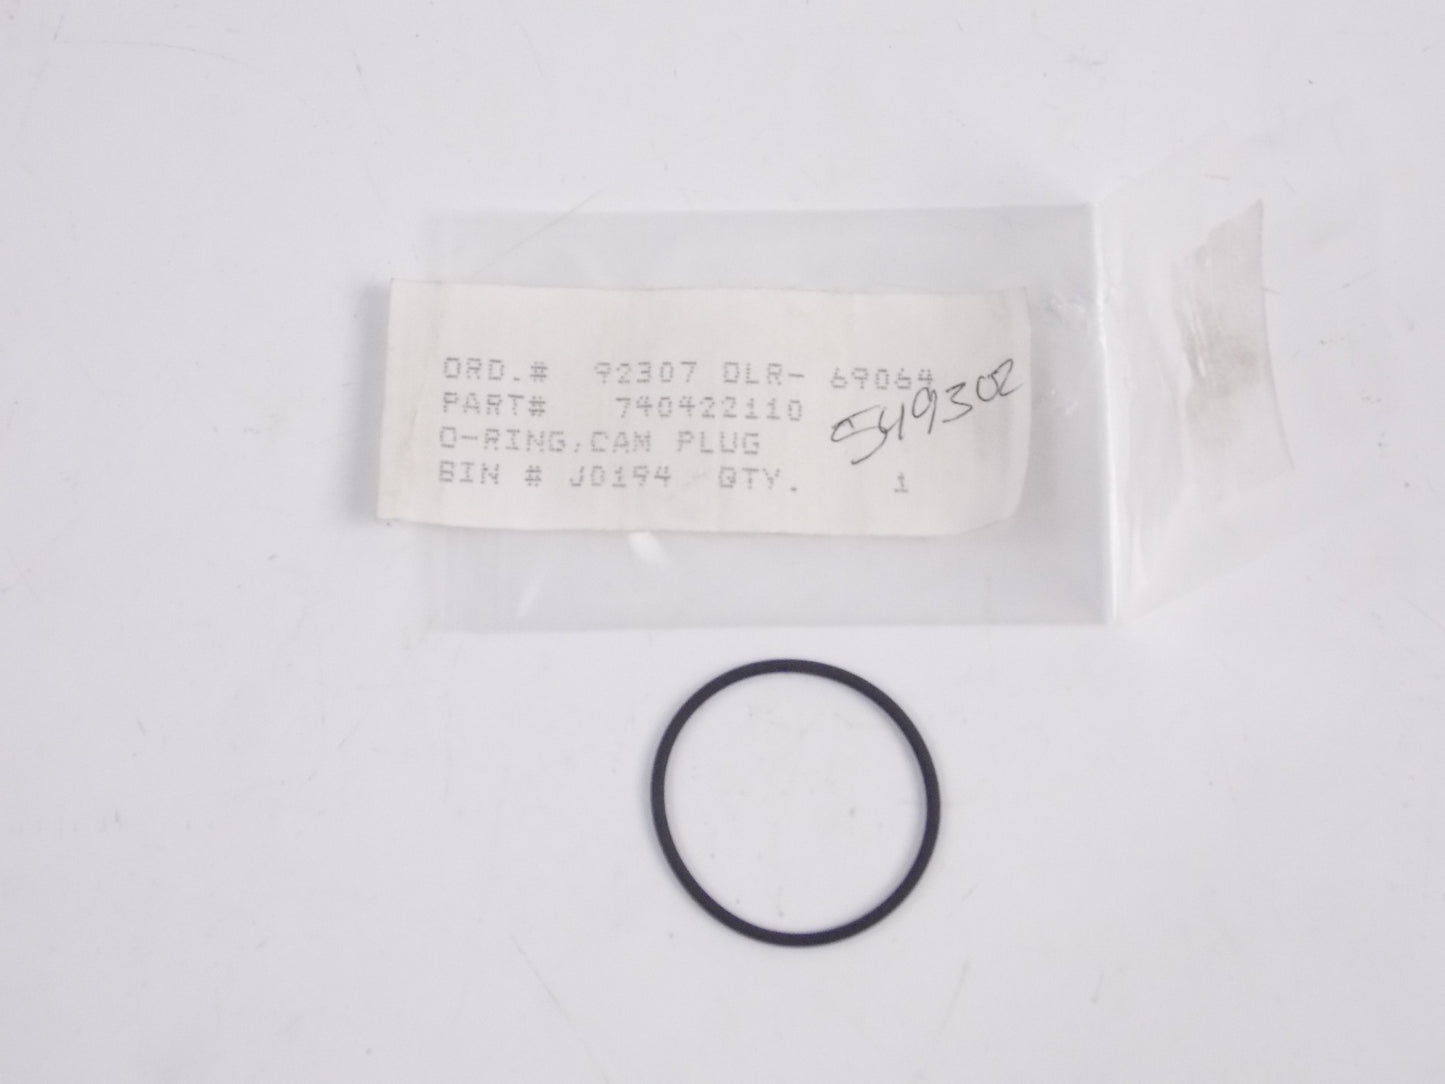 ORD.# 92307 DLR- 69064
PART# 740422110
O-RING,CAM PLUG
549302
BIN # J0194 QTY. 1